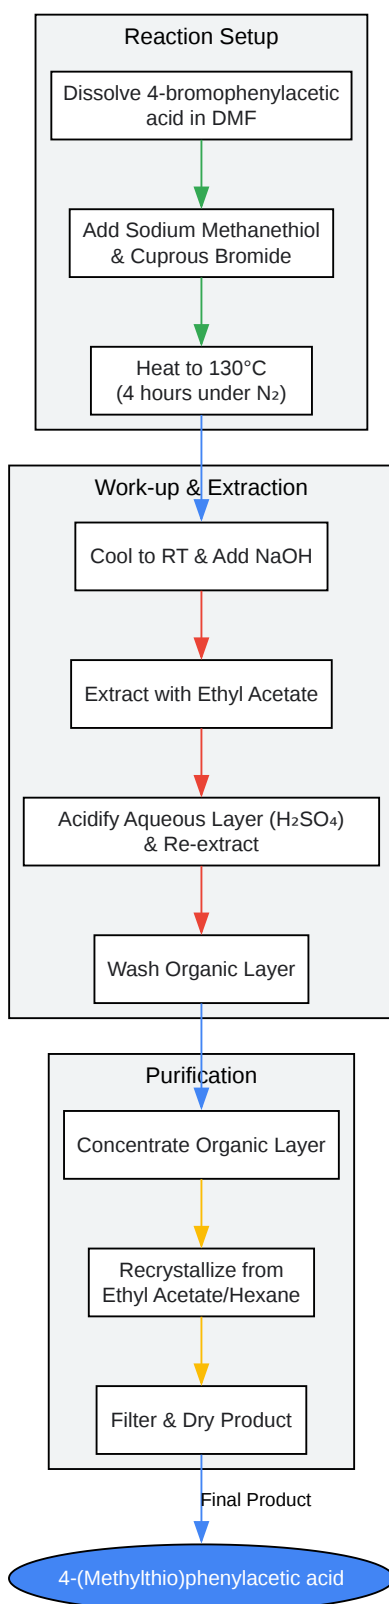 Reaction Setup
Dissolve 4-bromophenylacetic
acid in DMF
Add Sodium Methanethiol
& Cuprous Bromide
Heat to 130°C
(4 hours under N₂)
Work-up & Extraction
Cool to RT & Add NaOH
Extract with Ethyl Acetate
Acidify Aqueous Layer (H₂SO₄)
& Re-extract
Wash Organic Layer
Purification
Concentrate Organic Layer
Recrystallize from
Ethyl Acetate/Hexane
Filter & Dry Product
Final Product
4-(Methylthio)phenylacetic acid